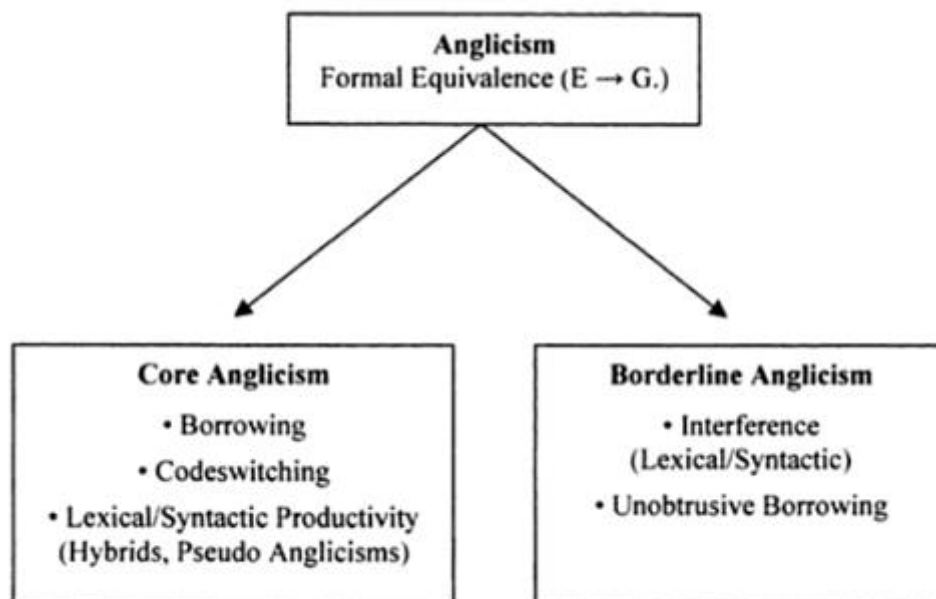 Anglicism
Formal Equivalence (E → G.)
Core Anglicism
• Borrowing
• Codeswitching
• Lexical/Syntactic Productivity
(Hybrids, Pseudo Anglicisms)
Borderline Anglicism
• Interference
(Lexical/Syntactic)
• Unobtrusive Borrowing